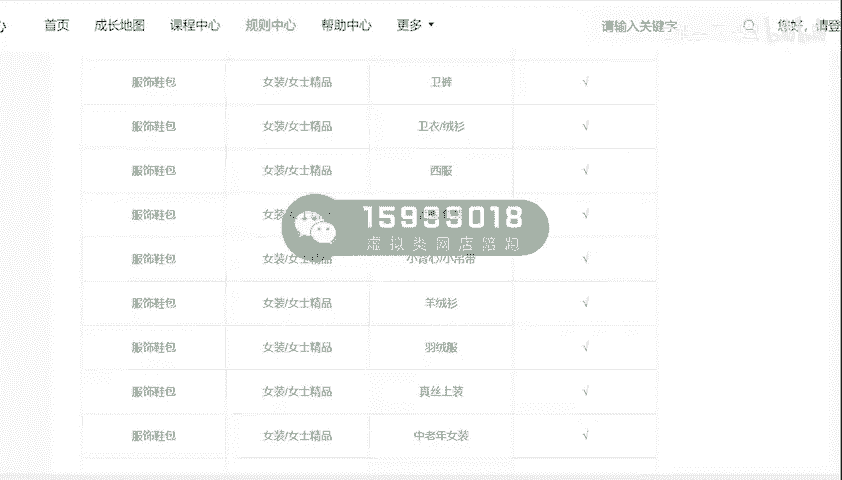 首页 成长地图 课程中心 规则中心 帮助中心 更多 请输入关键字 您好，请登
服饰鞋包 女装/女士精品 卫裤 √
服饰鞋包 女装/女士精品 卫衣/绒衫 √
服饰鞋包 女装/女士精品 西服 √
服饰鞋包 √
15999018
虚拟类网店陪跑
服饰鞋包 女装/女士精品 小背心/小吊带 √
服饰鞋包 女装/女士精品 羊绒衫 √
服饰鞋包 女装/女士精品 羽绒服 √
服饰鞋包 女装/女士精品 真丝上装 √
服饰鞋包 女装/女士精品 中老年女装 √